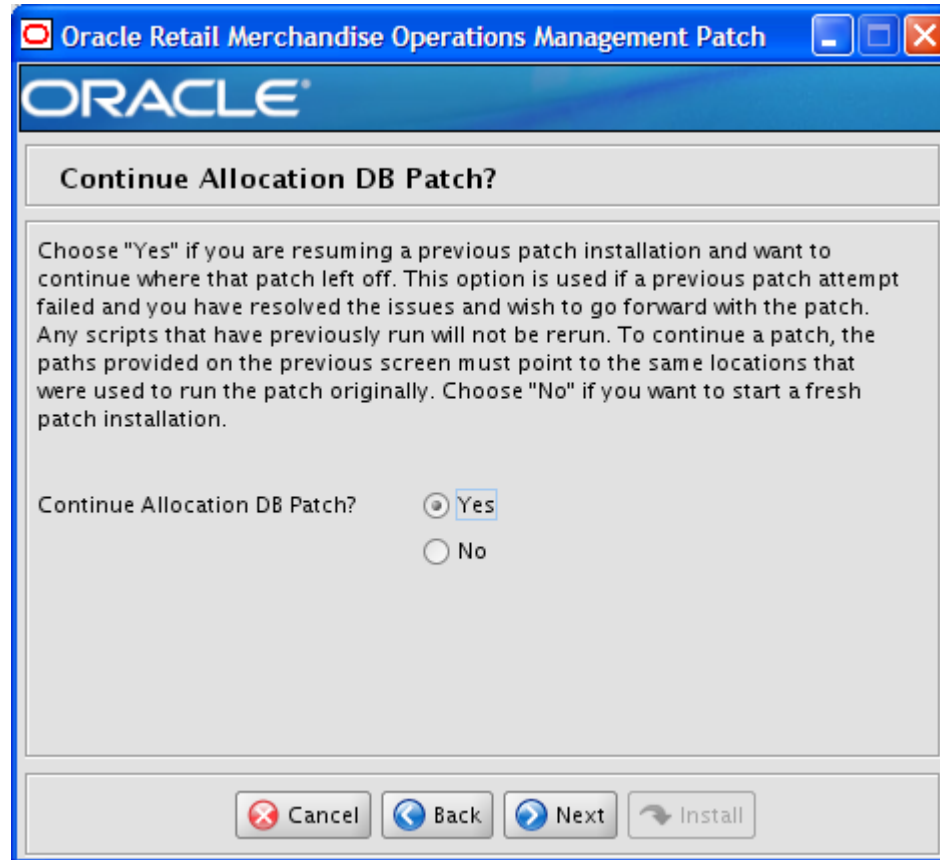 Oracle Retail Merchandise Operations Management Patch
ORACLE®
Continue Allocation DB Patch?
Choose "Yes" if you are resuming a previous patch installation and want to
continue where that patch left off. This option is used if a previous patch attempt
failed and you have resolved the issues and wish to go forward with the patch.
Any scripts that have previously run will not be rerun. To continue a patch, the
paths provided on the previous screen must point to the same locations that
were used to run the patch originally. Choose "No" if you want to start a fresh
patch installation.
Continue Allocation DB Patch? Yes
No
Cancel Back Next Install